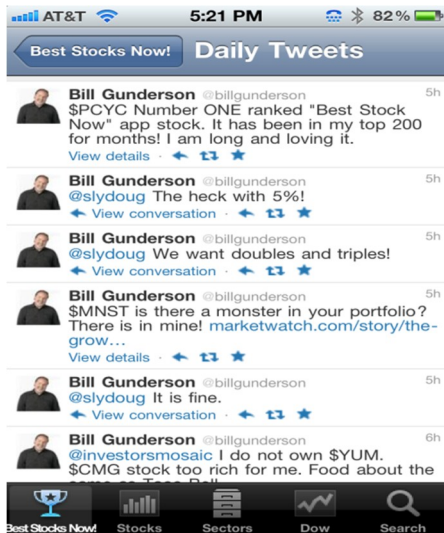 AT&T 5:21 PM 82%
Best Stocks Now! Daily Tweets
Bill Gunderson @billgunderson 5h
$PCYC Number ONE ranked "Best Stock
Now" app stock. It has been in my top 200
for months! I am long and loving it.
View details ·
Bill Gunderson @billgunderson 5h
@slydoug The heck with 5%!
View conversation ·
Bill Gunderson @billgunderson 5h
@slydoug We want doubles and triples!
View conversation ·
Bill Gunderson @billgunderson 5h
$MNST is there a monster in your portfolio?
There is in mine! marketwatch.com/story/the-
grow...
View details ·
Bill Gunderson @billgunderson 5h
@slydoug It is fine.
View conversation ·
Bill Gunderson @billgunderson 6h
@investorsmosaic I do not own $YUM.
$CMG stock too rich for me. Food about the
same as Taco Bell
Best Stocks Now! Stocks Sectors Dow Search